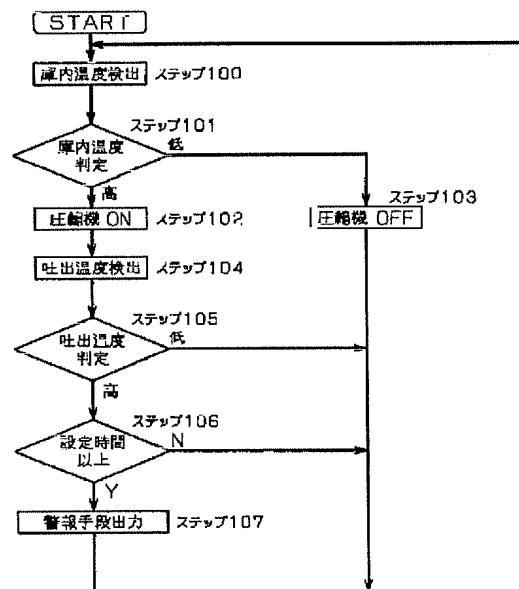 START
庫内温度検出 ステップ100
ステップ101
庫内温度
判定
低
高
圧縮機 ON ステップ102
ステップ103
圧縮機 OFF
吐出温度検出 ステップ104
ステップ105
吐出温度
判定
低
高
ステップ106
設定時間
以上
N
Y
警報手段出力 ステップ107